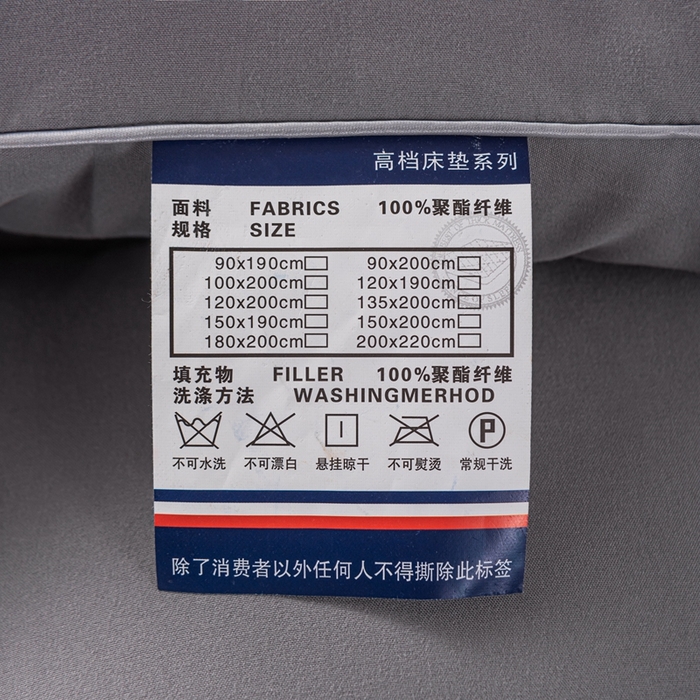 高档床垫系列
面料 FABRICS 100%聚酯纤维
规格 SIZE
90x190cm 90x200cm
100x200cm 120x190cm
120x200cm 135x200cm
150x190cm 150x200cm
180x200cm 200x220cm
填充物 FILLER 100%聚酯纤维
洗涤方法 WASHINGMERHOD
P
不可水洗 不可漂白 悬挂晾干 不可熨烫 常规干洗
除了消费者以外任何人不得撕除此标签